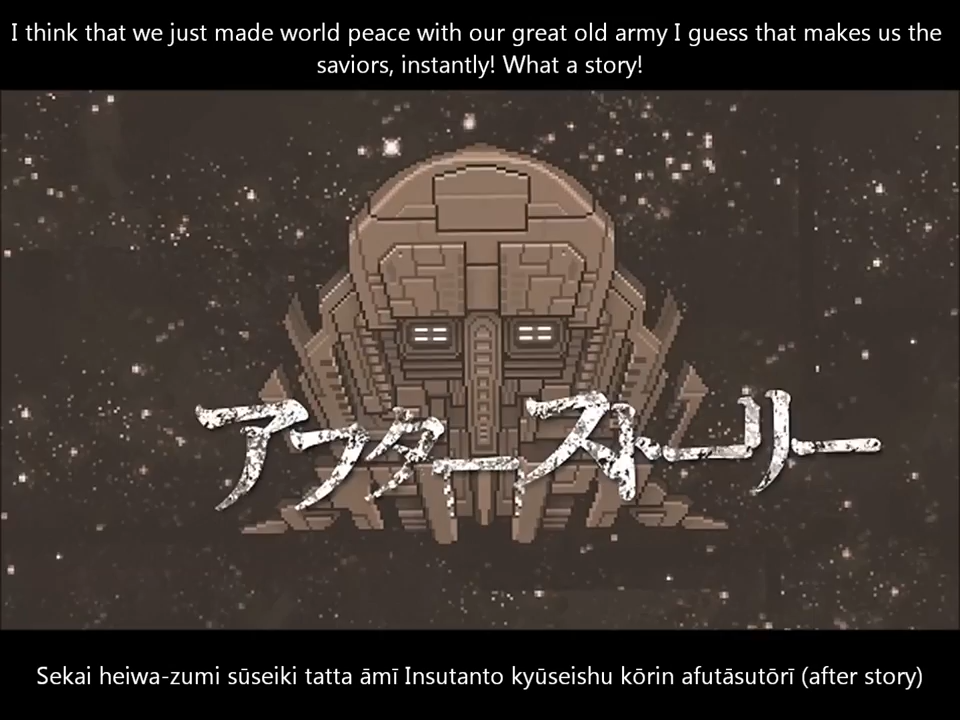 I think that we just made world peace with our great old army I guess that makes us the
saviors, instantly! What a story!
アフターストーリー
Sekai heiwa-zumi sūseiki tatta āmī Insutanto kyūseishu kōrin afutāsutōrī (after story)